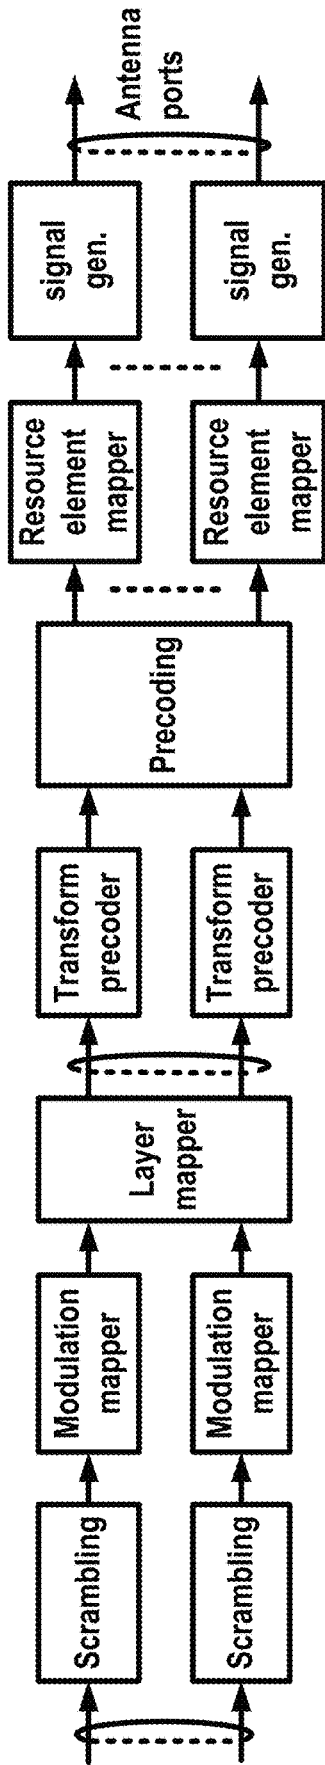 Scrambling
Scrambling
Modulation
mapper
Modulation
mapper
Layer
mapper
Transform
precoder
Transform
precoder
Precoding
Resource
element
mapper
Resource
element
mapper
signal
gen.
signal
gen.
Antenna
ports